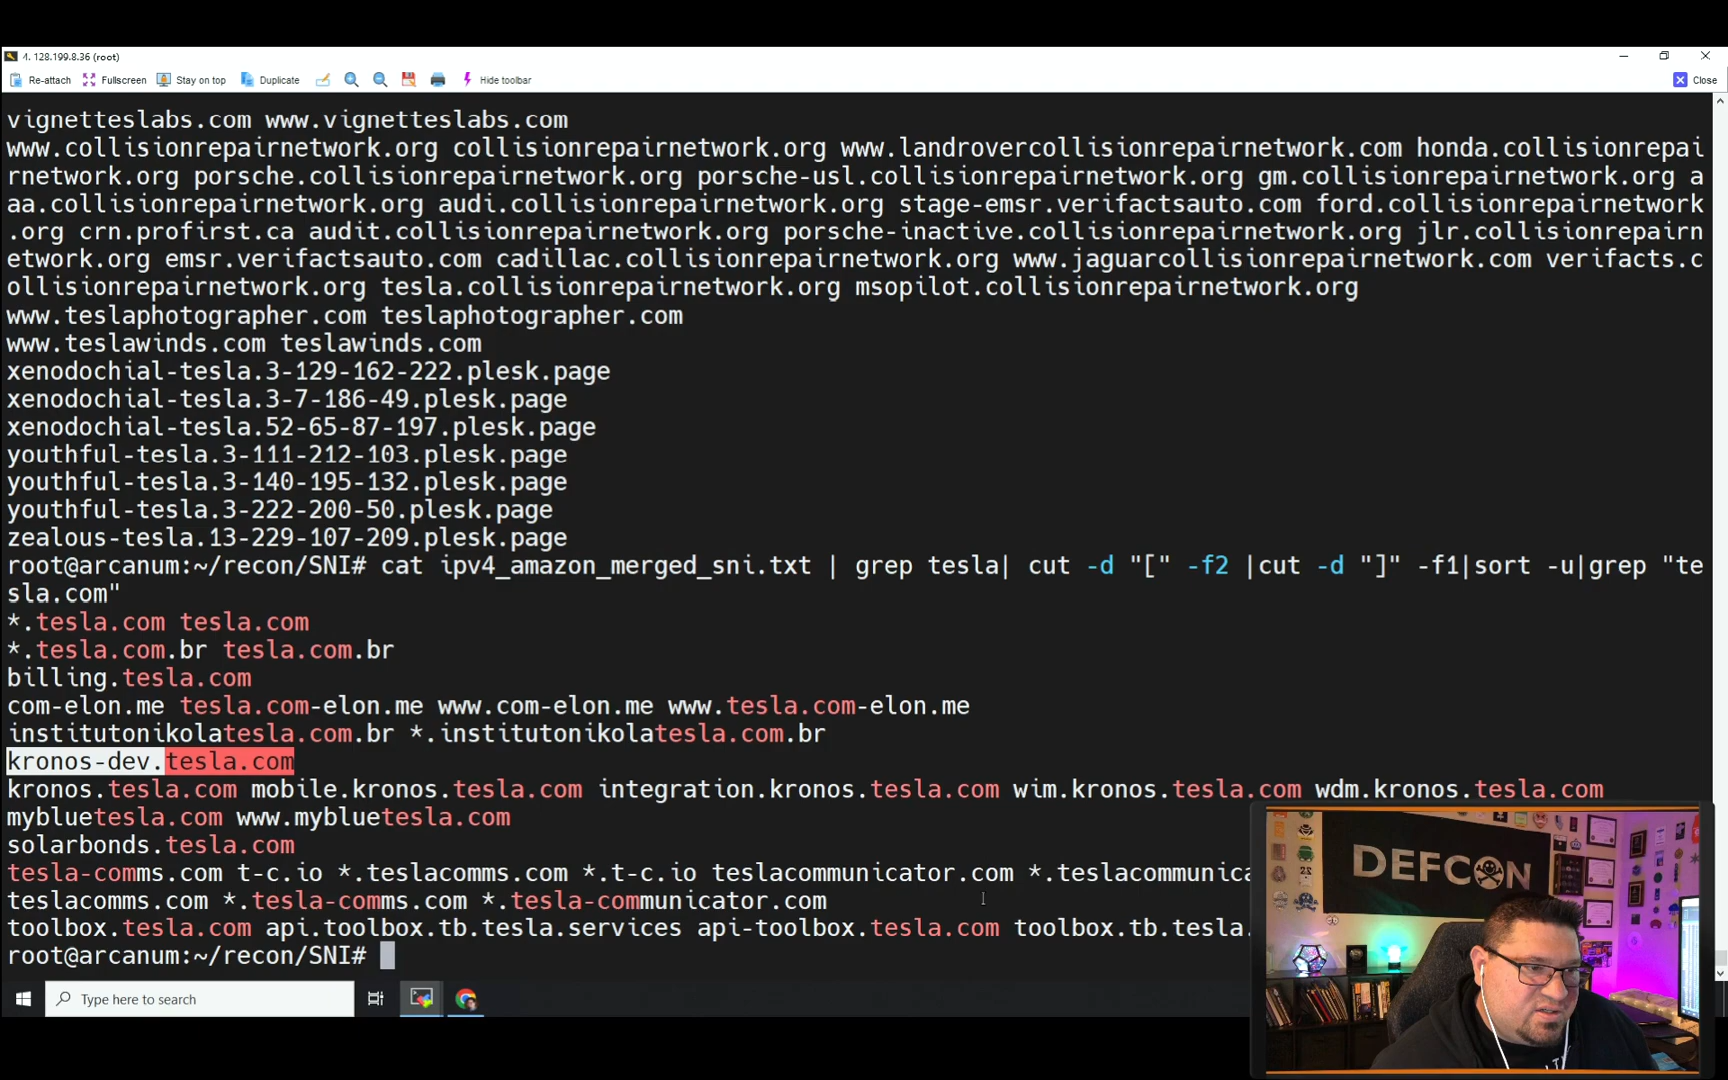 4. 128.199.8.36 (root)
Re-attach Fullscreen Stay on top Duplicate Hide toolbar Close
vignetteslabs.com www.vignetteslabs.com
www.collisionrepairnetwork.org collisionrepairnetwork.org www.landrovercollisionrepairnetwork.com honda.collisionrepai
rnetwork.org porsche.collisionrepairnetwork.org porsche-usl.collisionrepairnetwork.org gm.collisionrepairnetwork.org a
aa.collisionrepairnetwork.org audi.collisionrepairnetwork.org stage-emsr.verifactsauto.com ford.collisionrepairnetwork
.org crn.profirst.ca audit.collisionrepairnetwork.org porsche-inactive.collisionrepairnetwork.org jlr.collisionrepairn
etwork.org emsr.verifactsauto.com cadillac.collisionrepairnetwork.org www.jaguarcollisionrepairnetwork.com verifacts.c
ollisionrepairnetwork.org tesla.collisionrepairnetwork.org msopilot.collisionrepairnetwork.org
www.teslaphotographer.com teslaphotographer.com
www.teslawinds.com teslawinds.com
xenodochial-tesla.3-129-162-222.plesk.page
xenodochial-tesla.3-7-186-49.plesk.page
xenodochial-tesla.52-65-87-197.plesk.page
youthful-tesla.3-111-212-103.plesk.page
youthful-tesla.3-140-195-132.plesk.page
youthful-tesla.3-222-200-50.plesk.page
zealous-tesla.13-229-107-209.plesk.page
root@arcanum:~/recon/SNI# cat ipv4_amazon_merged_sni.txt | grep tesla| cut -d "[" -f2 |cut -d "]" -f1|sort -u|grep "te
sla.com"
*.tesla.com tesla.com
*.tesla.com.br tesla.com.br
billing.tesla.com
com-elon.me tesla.com-elon.me www.com-elon.me www.tesla.com-elon.me
institutonikolatesla.com.br *.institutonikolatesla.com.br
kronos-dev.tesla.com
kronos.tesla.com mobile.kronos.tesla.com integration.kronos.tesla.com wim.kronos.tesla.com wdm.kronos.tesla.com
mybluetesla.com www.mybluetesla.com
solarbonds.tesla.com
tesla-comms.com t-c.io *.teslacomms.com *.t-c.io teslacommunicator.com *.teslacommunica
teslacomms.com *.tesla-comms.com *.tesla-communicator.com
toolbox.tesla.com api.toolbox.tb.tesla.services api-toolbox.tesla.com toolbox.tb.tesla.
root@arcanum:~/recon/SNI#
DEFCON
Type here to search